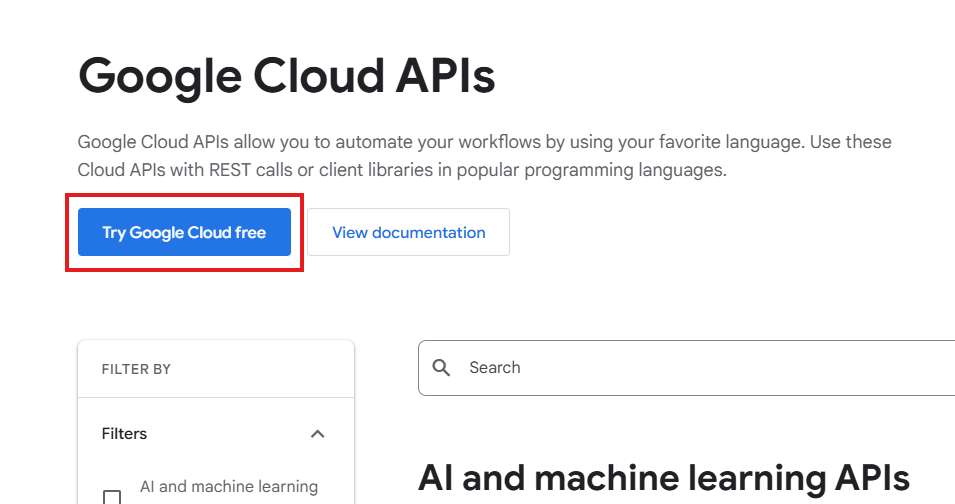 Google Cloud APIs
Google Cloud APIs allow you to automate your workflows by using your favorite language. Use these
Cloud APIs with REST calls or client libraries in popular programming languages.
Try Google Cloud free
View documentation
FILTER BY
Filters
AI and machine learning
Search
AI and machine learning APIs